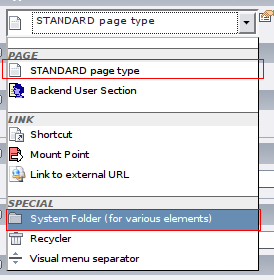 STANDARD page type
PAGE
STANDARD page type
Backend User Section
LINK
Shortcut
Mount Point
Link to external URL
SPECIAL
System Folder (for various elements)
Recycler
Visual menu separator